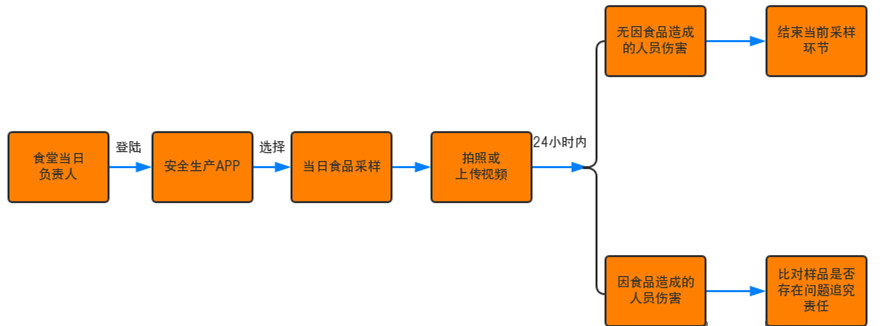 食堂当日
负责人
登陆
安全生产APP
选择
当日食品采样
拍照或
上传视频
24小时内
无因食品造成
的人员伤害
结束当前采样
环节
因食品造成的
人员伤害
比对样品是否
存在问题追究
责任